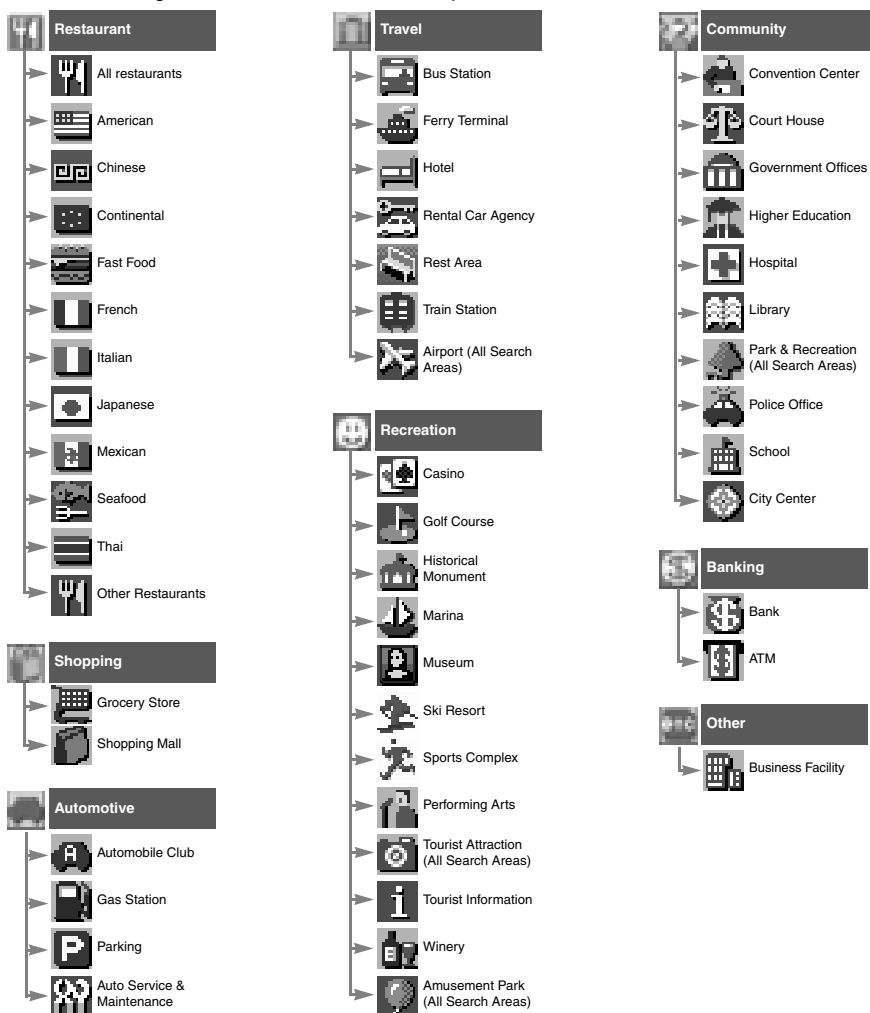 Restaurant
All restaurants
American
Chinese
Continental
Fast Food
French
Italian
Japanese
Mexican
Seafood
Thai
Other Restaurants
Shopping
Grocery Store
Shopping Mall
Automotive
Automobile Club
A
Gas Station
Parking
P
Auto Service &
Maintenance
Travel
Bus Station
Ferry Terminal
Hotel
Rental Car Agency
Rest Area
Train Station
Airport (All Search
Areas)
Recreation
Casino
Golf Course
Historical
Monument
Marina
Museum
Ski Resort
Sports Complex
Performing Arts
Tourist Attraction
(All Search Areas)
i
Tourist Information
Winery
Amusement Park
(All Search Areas)
Community
Convention Center
Court House
Government Offices
Higher Education
Hospital
Library
Park & Recreation
(All Search Areas)
Police Office
School
City Center
Banking
$
Bank
$
ATM
Other
Business Facility